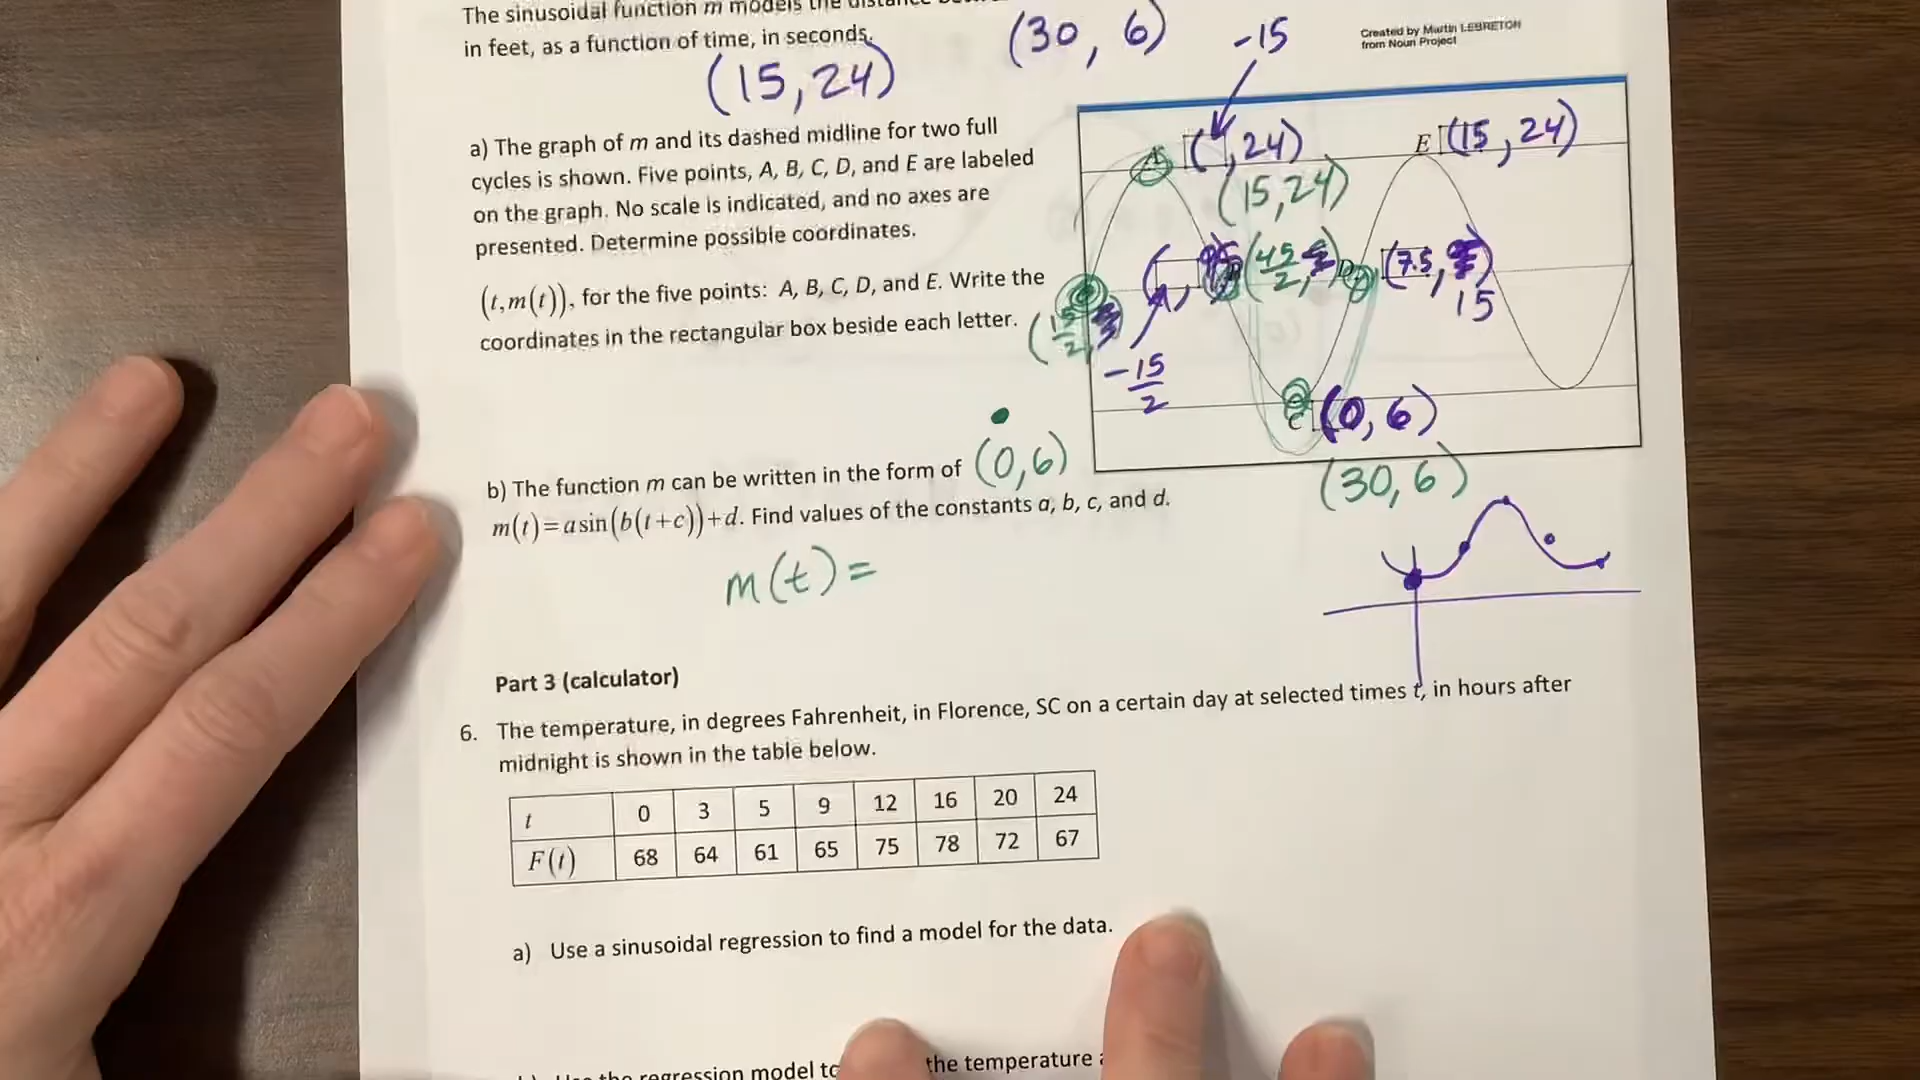 The sinusoidal function m models the distance
in feet, as a function of time, in seconds.
(15, 24)
(30, 6)
-15
Created by Martin LEBRETON
from Noun Project
a) The graph of m and its dashed midline for two full
cycles is shown. Five points, A, B, C, D, and E are labeled
on the graph. No scale is indicated, and no axes are
presented. Determine possible coordinates.
(t,m(t)), for the five points: A, B, C, D, and E. Write the
coordinates in the rectangular box beside each letter.
( , 24)
(15, 24)
E (15, 24)
D (7.5,
15
-15/2
C (0, 6)
(30, 6)
b) The function m can be written in the form of
(0, 6)
m(t)=a sin(b(t+c))+d. Find values of the constants a, b, c, and d.
m(t)=
Part 3 (calculator)
6. The temperature, in degrees Fahrenheit, in Florence, SC on a certain day at selected times t, in hours after
midnight is shown in the table below.
t 0 3 5 9 12 16 20 24
F(t) 68 64 61 65 75 78 72 67
a) Use a sinusoidal regression to find a model for the data.
the regression model to the temperature